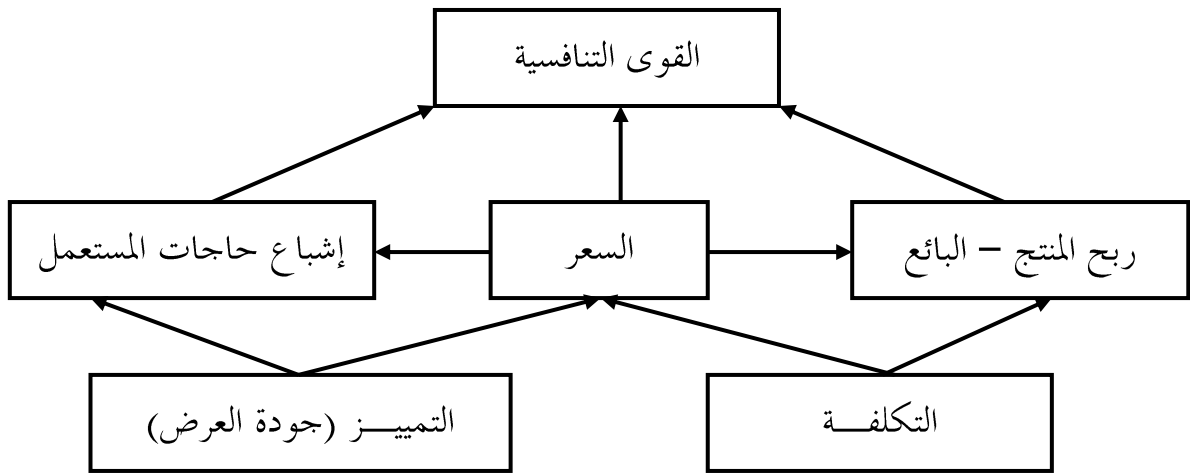 القوى التنافسية
ربح المنتج – البائع
السعر
إشباع حاجات المستعمل
التكلفـــة
التمييـــز (جودة العرض)